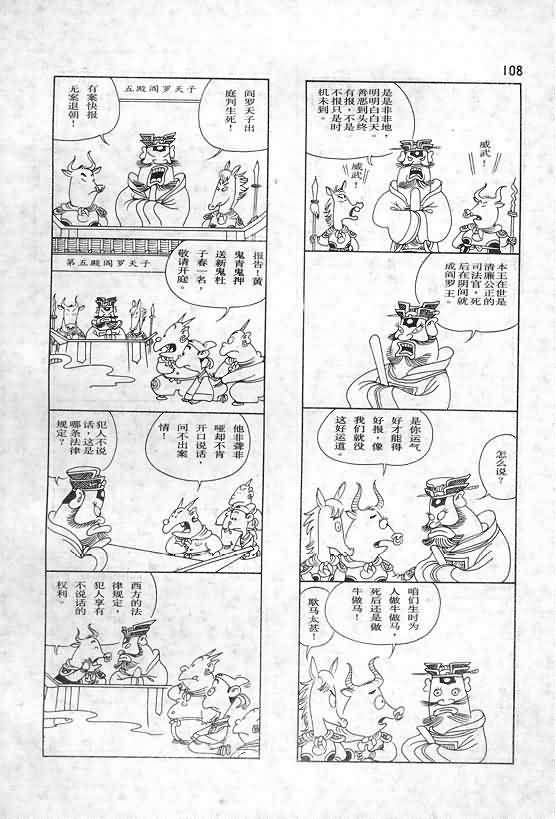 108
是是非非地，
明明白白天。
善恶到头终
有报，不是
不报只是时
机未到。
威武！
威武！
本王在世是
清廉公正的
司法官，死
后在阴间就
成阎罗王。
怎么说？
是你运气
好才能得
好报，像
我们就没
这好运道。
咱们生时为
人做牛做马，
死后还是做
牛做马，
欺马太甚！
五殿阎罗天子
阎罗天子出
庭判生死！
有案快报
无案退朝！
第五殿阎罗天子
报告！黄
鬼青鬼押
送新鬼杜
子春一名，
敬请开庭。
他非聋非
哑却不肯
开口说话，
问不出案
情！
犯人不说
话，这是
哪条法律
规定？
西方的法
律规定，
犯人享有
不说话的
权利。